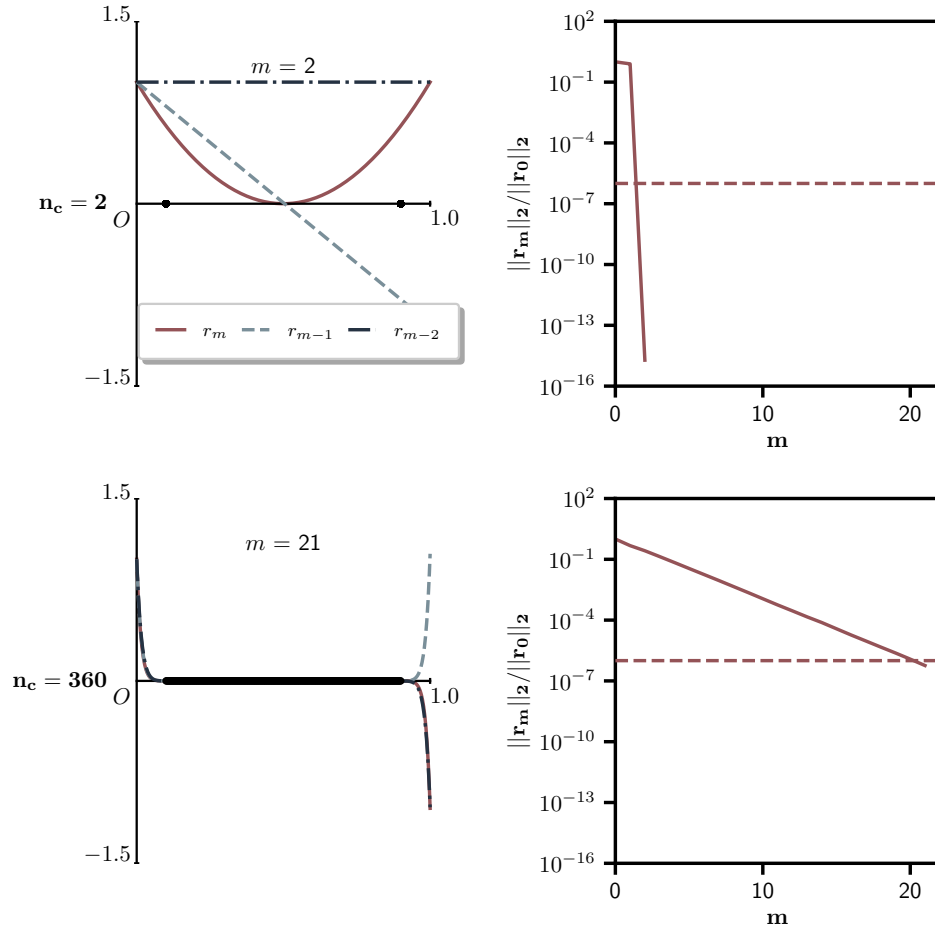 1.5
m = 2
n_c = 2
O
1.0
r_m r_{m−1} r_{m−2}
−1.5
10^2
10^{−1}
10^{−4}
10^{−7}
10^{−10}
10^{−13}
10^{−16}
||r_m||_2/||r_0||_2
0 10 20
m
1.5
m = 21
n_c = 360
O
1.0
−1.5
10^2
10^{−1}
10^{−4}
10^{−7}
10^{−10}
10^{−13}
10^{−16}
||r_m||_2/||r_0||_2
0 10 20
m